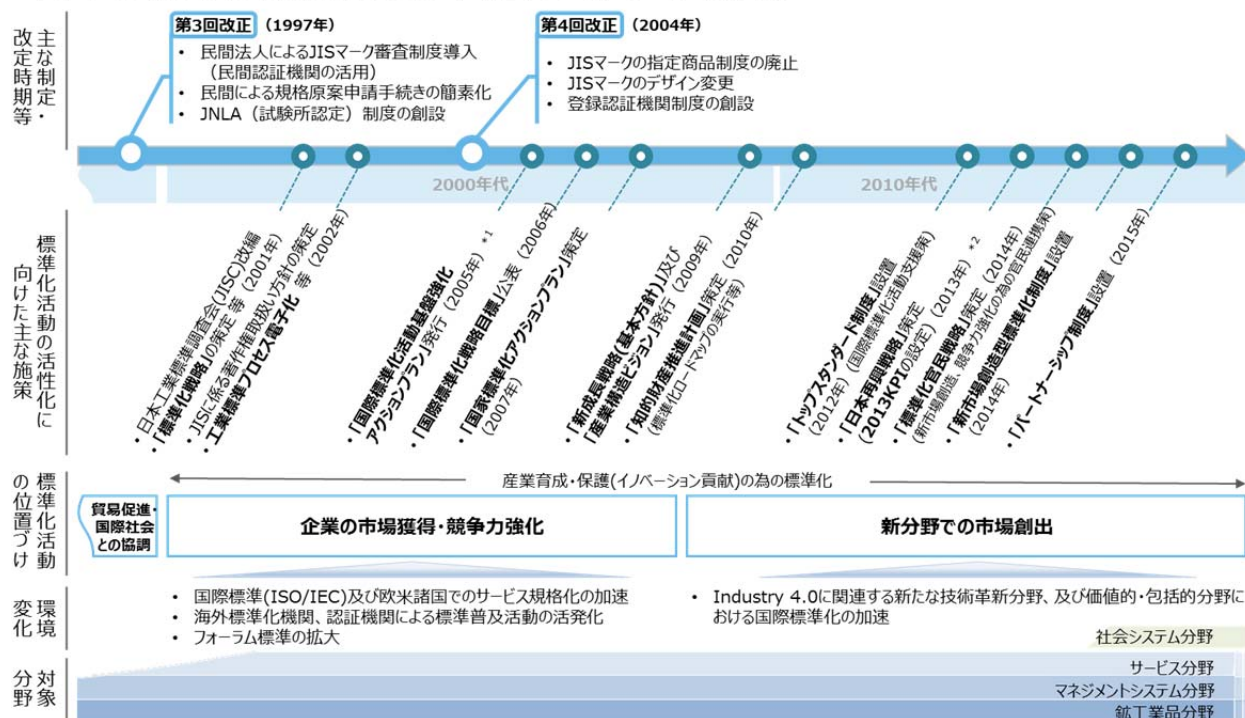 主な制定・
改定時期等
第3回改正 (1997年)
• 民間法人によるJISマーク審査制度導入
(民間認証機関の活用)
• 民間による規格原案申請手続きの簡素化
• JNLA(試験所認定)制度の創設
第4回改正 (2004年)
• JISマークの指定商品制度の廃止
• JISマークのデザイン変更
• 登録認証機関制度の創設
2000年代
2010年代
標準化活動の活性化に
向けた主な施策
・日本工業標準調査会(JISC)改編
・「標準化戦略」の策定 等 (2001年)
・JISに係る著作権取扱い方針の策定
・工業標準プロセス電子化 等 (2002年)
・「国際標準化活動基盤強化
アクションプラン」発行 (2005年) *1
・「国際標準化戦略目標」公表 (2006年)
・「国家標準化アクションプラン」策定
(2007年)
・「新成長戦略(基本方針)」及び
「産業構造ビジョン」発行 (2009年)
・「知的財産推進計画」策定 (2010年)
(標準化ロードマップの実行等)
・「トップスタンダード制度」設置
(2012年) (国際標準化活動支援策)
・「日本再興戦略」策定
(2013KPIの設定) (2013年) *2
・「標準化官民戦略」策定 (2014年)
(新市場創造、競争力強化の為の官民連携策)
・「新市場創造型標準化制度」設置
(2014年)
・「パートナーシップ制度」設置 (2015年)
標準化活動
の位置づけ
産業育成・保護(イノベーション貢献)の為の標準化
貿易促進・
国際社会
との協調
企業の市場獲得・競争力強化
新分野での市場創出
環境
変化
• 国際標準(ISO/IEC)及び欧米諸国でのサービス規格化の加速
• 海外標準化機関、認証機関による標準普及活動の活発化
• フォーラム標準の拡大
• Industry 4.0に関連する新たな技術革新分野、及び価値的・包括的分野に
おける国際標準化の加速
対象
分野
社会システム分野
サービス分野
マネジメントシステム分野
鉱工業品分野